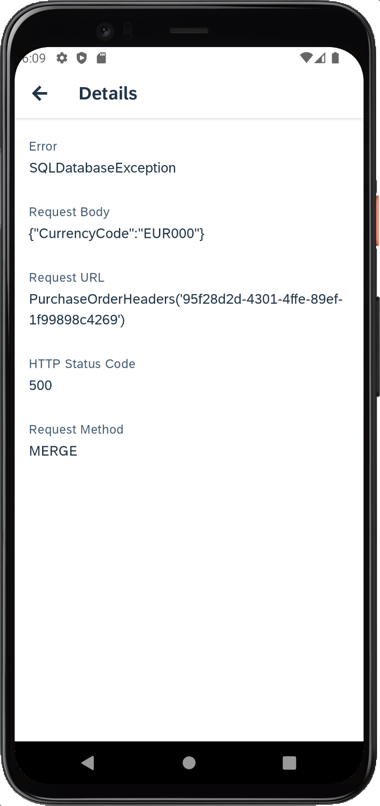 6:09
Details
Error
SQLDatabaseException
Request Body
{"CurrencyCode":"EUR000"}
Request URL
PurchaseOrderHeaders('95f28d2d-4301-4ffe-89ef-
1f99898c4269')
HTTP Status Code
500
Request Method
MERGE